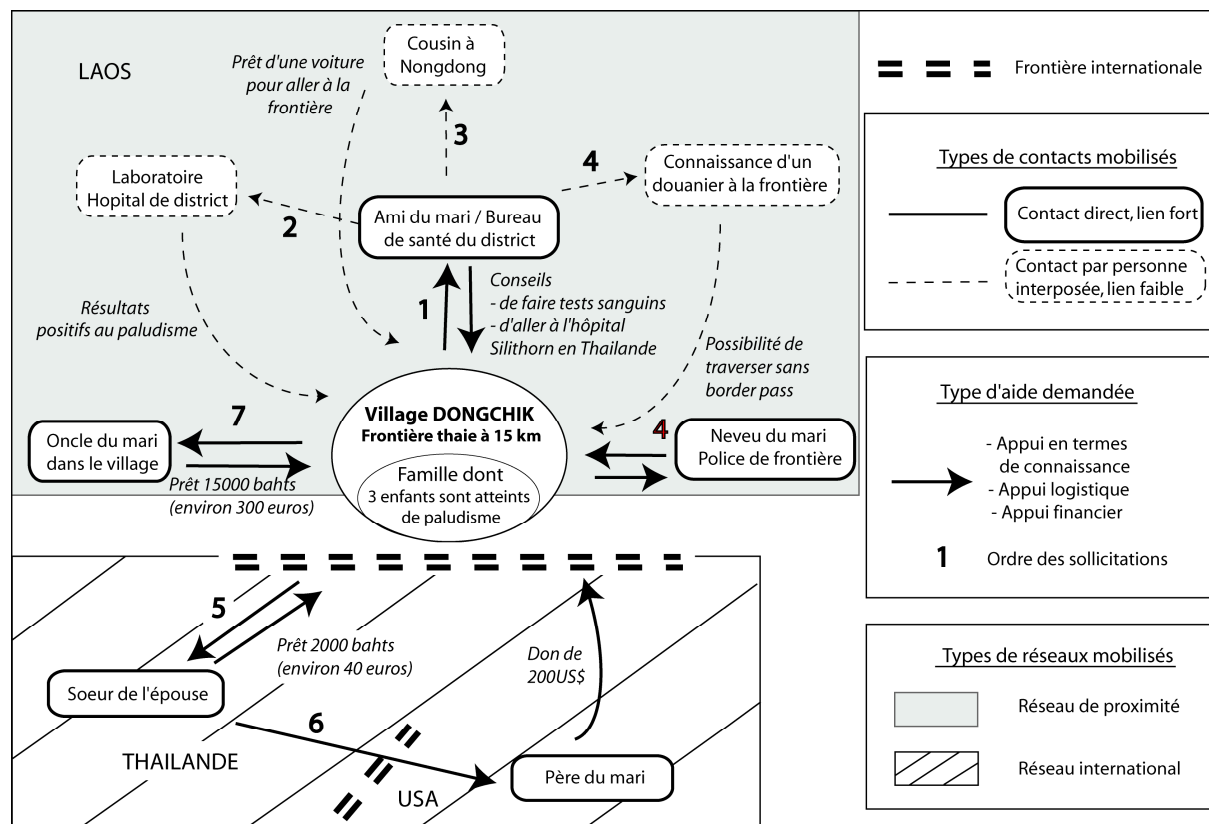 LAOS
Prêt d'une voiture
pour aller à la
frontière
Cousin à
Nongdong
3
4
Connaissance d'un
douanier à la frontière
Laboratoire
Hopital de district
2
Ami du mari / Bureau
de santé du district
1
Conseils
- de faire tests sanguins
- d'aller à l'hôpital
Silithorn en Thailande
Résultats
positifs au paludisme
Possibilité de
traverser sans
border pass
Village DONGCHIK
Frontière thaie à 15 km
Famille dont
3 enfants sont atteints
de paludisme
7
Oncle du mari
dans le village
Prêt 15000 bahts
(environ 300 euros)
4
Neveu du mari
Police de frontière
5
Prêt 2000 bahts
(environ 40 euros)
Soeur de l'épouse
Don de
200US$
6
THAILANDE
USA
Père du mari
Frontière internationale
Types de contacts mobilisés
Contact direct, lien fort
Contact par personne
interposée, lien faible
Type d'aide demandée
- Appui en termes
de connaissance
- Appui logistique
- Appui financier
1 Ordre des sollicitations
Types de réseaux mobilisés
Réseau de proximité
Réseau international